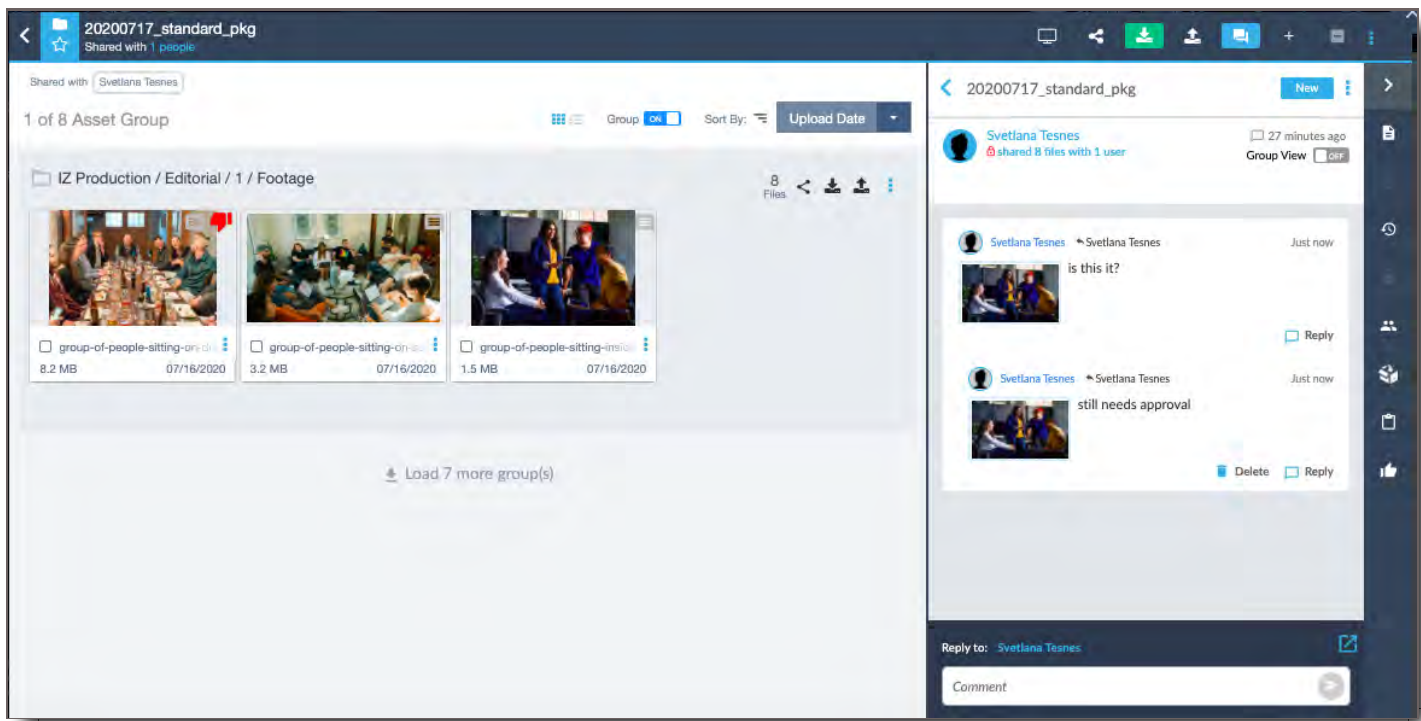 20200717_standard_pkg
Shared with 1 people
Shared with Svetlana Tesnes
1 of 8 Asset Group
Group ON
Sort By:
Upload Date
IZ Production / Editorial / 1 / Footage
8
Files
group-of-people-sitting-on-
8.2 MB 07/16/2020
group-of-people-sitting-on-
3.2 MB 07/16/2020
group-of-people-sitting-insid
1.5 MB 07/16/2020
Load 7 more group(s)
20200717_standard_pkg
New
Svetlana Tesnes
27 minutes ago
shared 8 files with 1 user
Group View OFF
Svetlana Tesnes Svetlana Tesnes Just now
is this it?
Reply
Svetlana Tesnes Svetlana Tesnes Just now
still needs approval
Delete Reply
Reply to: Svetlana Tesnes
Comment